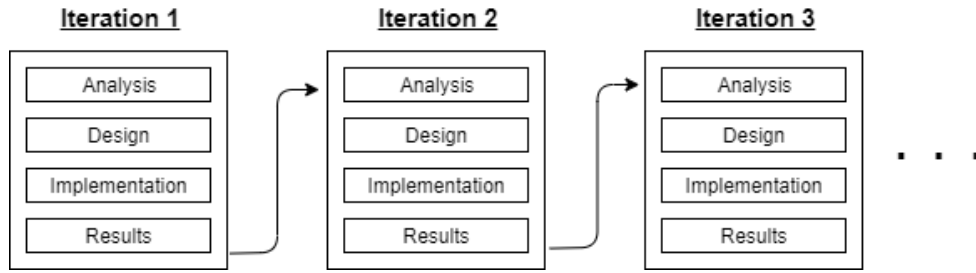 Iteration 1
Analysis
Design
Implementation
Results
Iteration 2
Analysis
Design
Implementation
Results
Iteration 3
Analysis
Design
Implementation
Results
. . .